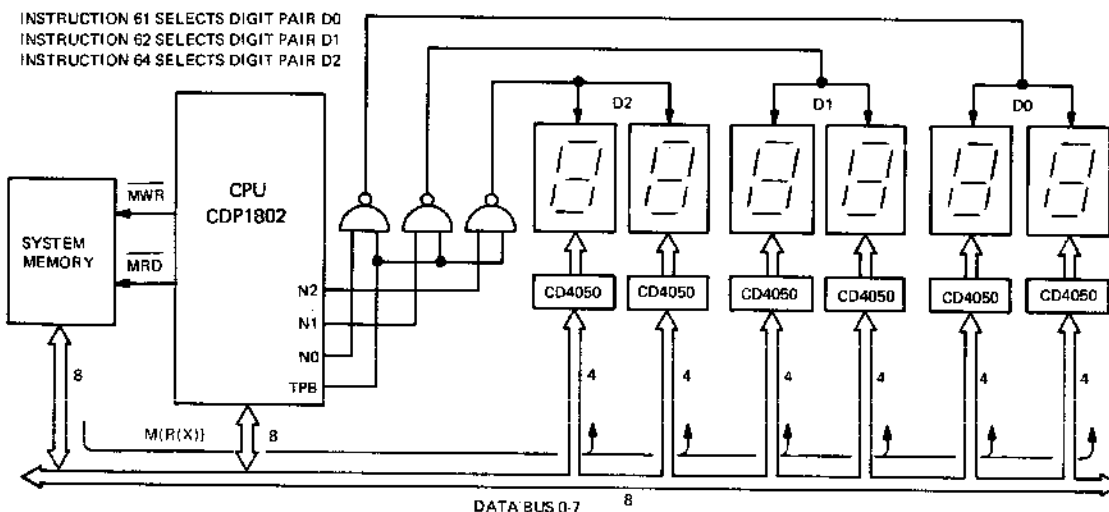 INSTRUCTION 61 SELECTS DIGIT PAIR D0
INSTRUCTION 62 SELECTS DIGIT PAIR D1
INSTRUCTION 64 SELECTS DIGIT PAIR D2
D2
D1
D0
CPU
CDP1802
MWR
MRD
SYSTEM
MEMORY
N2
N1
N0
TPB
CD4050
CD4050
CD4050
CD4050
CD4050
CD4050
8
8
4
4
4
4
4
4
M(R(X))
8
DATA BUS 0-7